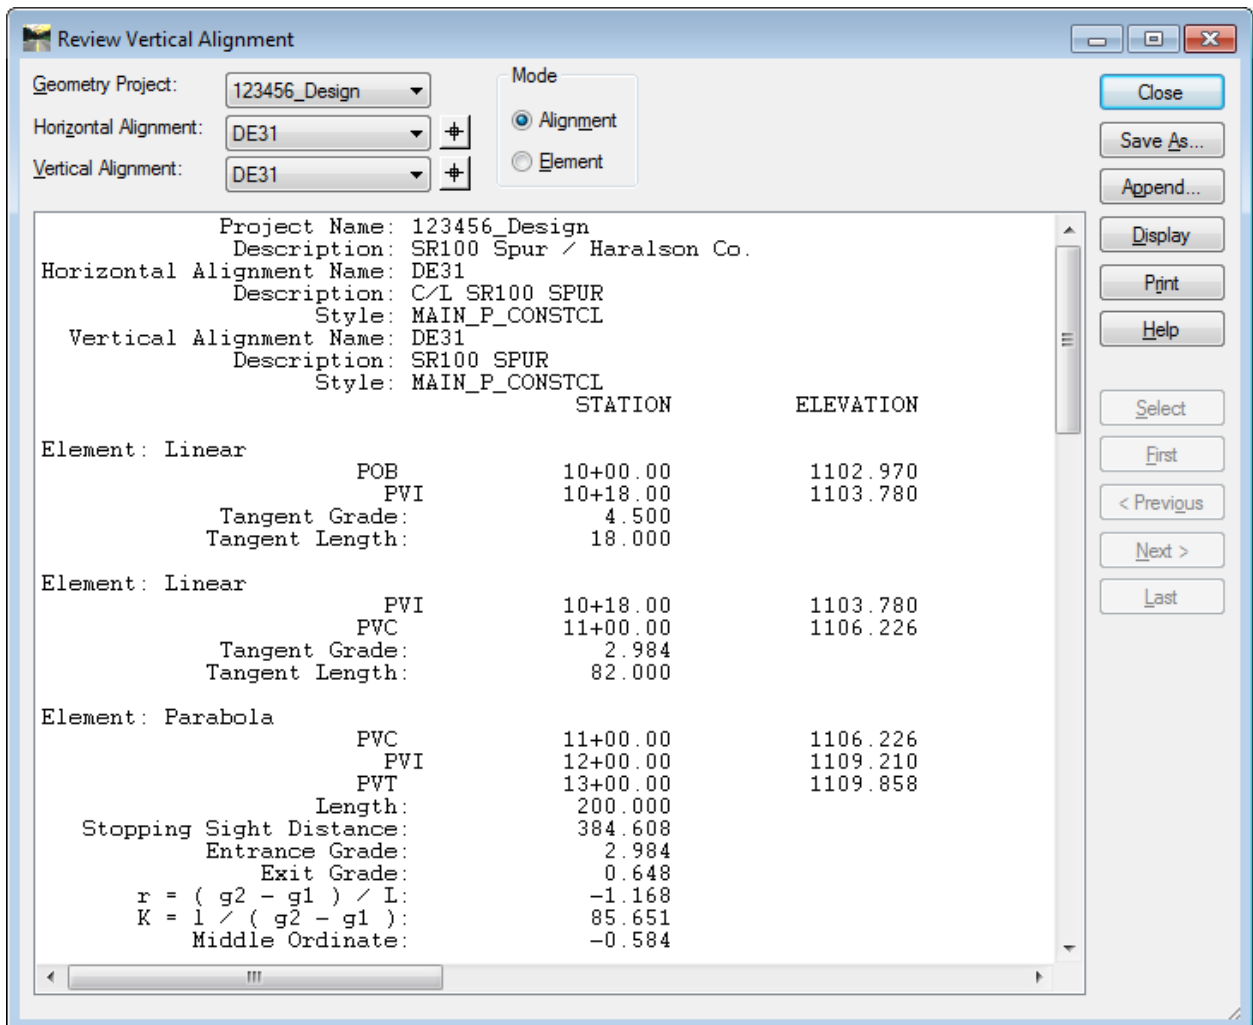 Review Vertical Alignment
Geometry Project: 123456_Design
Horizontal Alignment: DE31
Vertical Alignment: DE31
Mode
Alignment
Element
Close
Save As...
Append...
Display
Print
Help
Select
First
< Previous
Next >
Last
Project Name: 123456_Design
Description: SR100 Spur / Haralson Co.
Horizontal Alignment Name: DE31
Description: C/L SR100 SPUR
Style: MAIN_P_CONSTCL
Vertical Alignment Name: DE31
Description: SR100 SPUR
Style: MAIN_P_CONSTCL
STATION ELEVATION
Element: Linear
POB 10+00.00 1102.970
PVI 10+18.00 1103.780
Tangent Grade: 4.500
Tangent Length: 18.000
Element: Linear
PVI 10+18.00 1103.780
PVC 11+00.00 1106.226
Tangent Grade: 2.984
Tangent Length: 82.000
Element: Parabola
PVC 11+00.00 1106.226
PVI 12+00.00 1109.210
PVT 13+00.00 1109.858
Length: 200.000
Stopping Sight Distance: 384.608
Entrance Grade: 2.984
Exit Grade: 0.648
r = ( g2 - g1 ) / L: -1.168
K = l / ( g2 - g1 ): 85.651
Middle Ordinate: -0.584